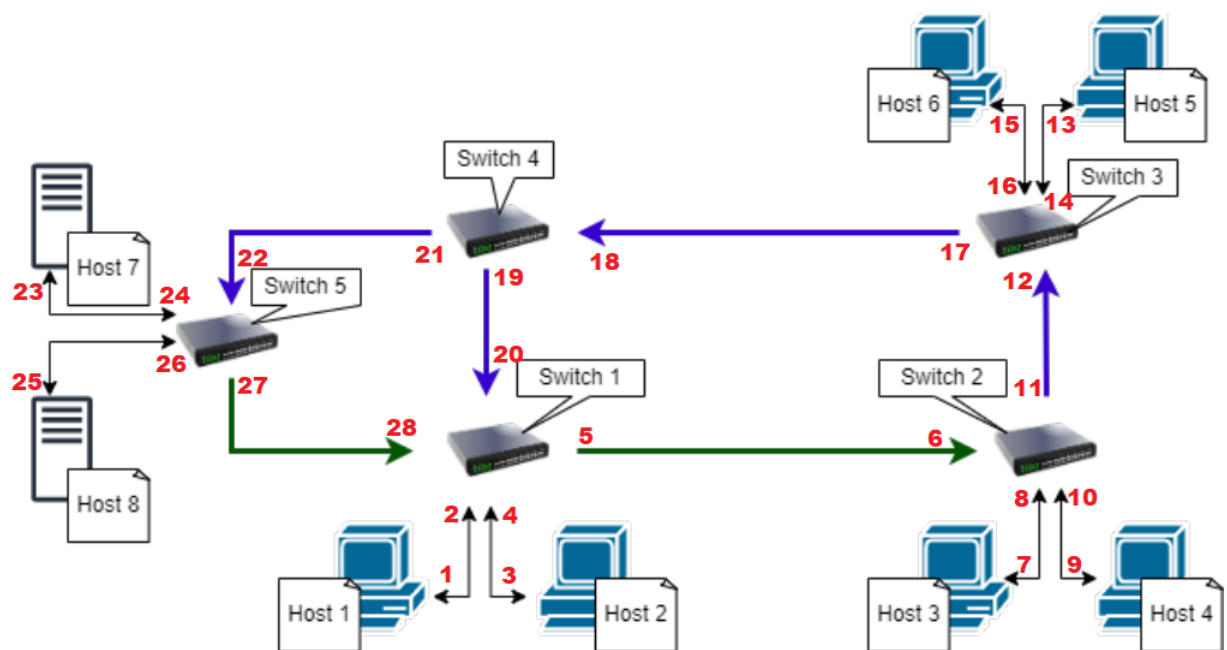 Host 6
Host 5
15
13
Switch 4
Switch 3
16
14
Host 7
22
21
19
18
17
12
23
24
Switch 5
25
26
20
Switch 1
Switch 2
27
11
28
5
6
Host 8
2
4
8
10
1
3
7
9
Host 1
Host 2
Host 3
Host 4